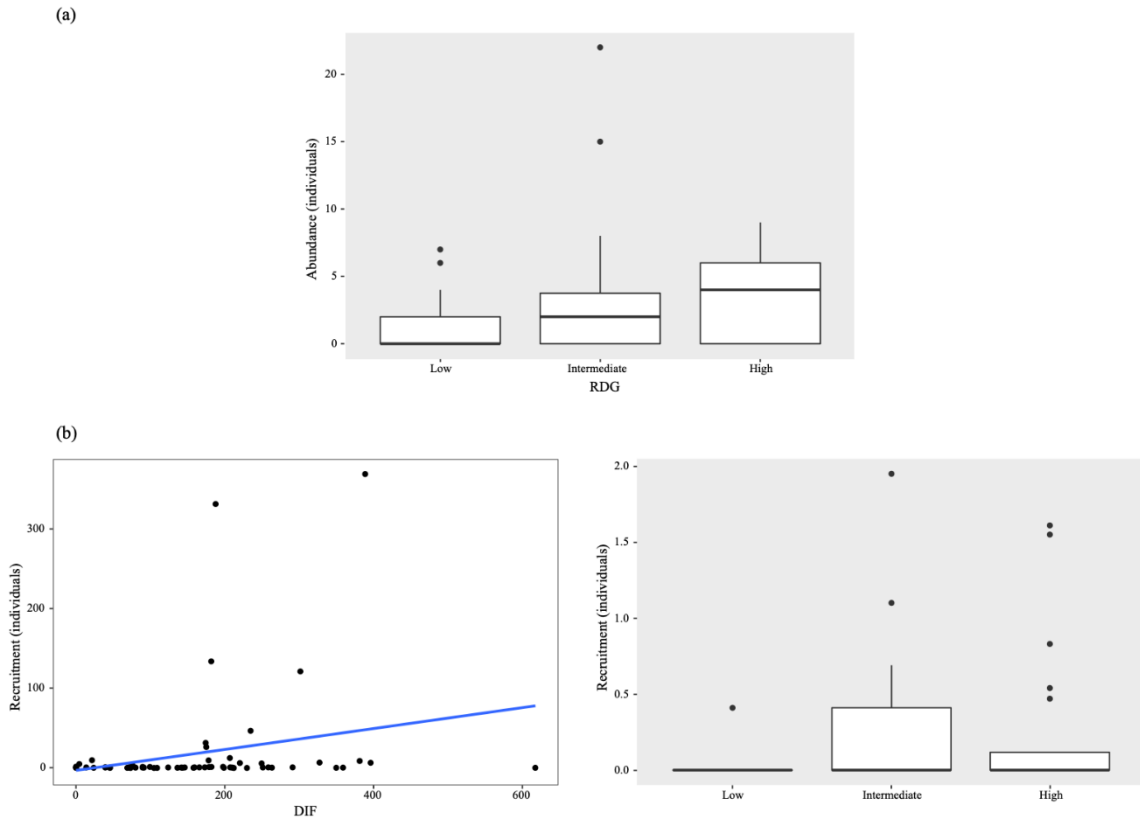 (a)
Abundance (individuals)
20
15
10
5
0
Low Intermediate High
RDG
(b)
Recruitment (individuals)
300
200
100
0
0 200 400 600
DIF
Recruitment (individuals)
2.0
1.5
1.0
0.5
0.0
Low Intermediate High